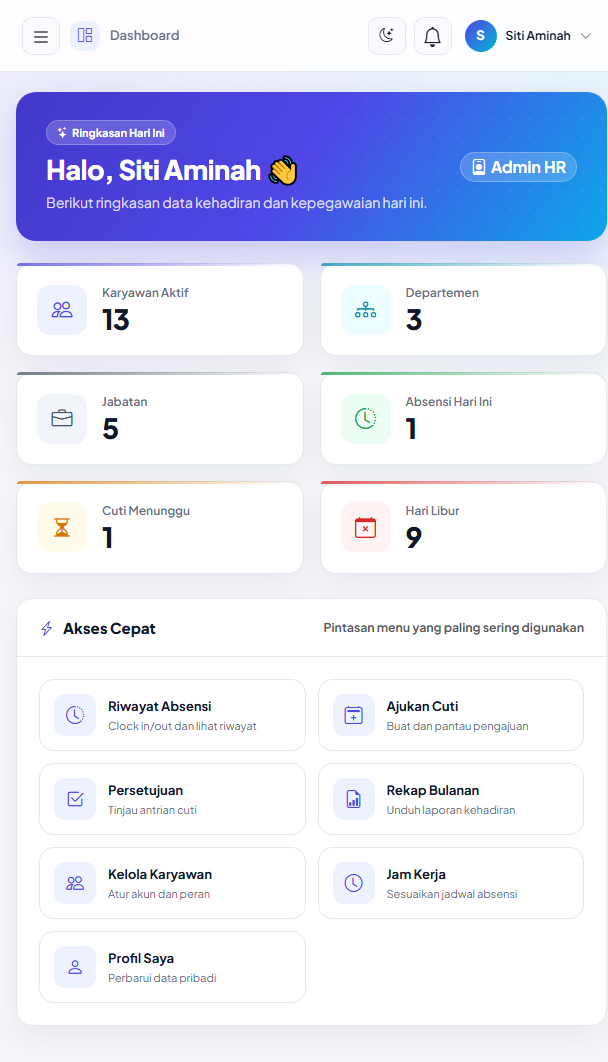 Dashboard
S Siti Aminah
Ringkasan Hari Ini
Halo, Siti Aminah 👋
Admin HR
Berikut ringkasan data kehadiran dan kepegawaian hari ini.
Karyawan Aktif
13
Departemen
3
Jabatan
5
Absensi Hari Ini
1
Cuti Menunggu
1
Hari Libur
9
Akses Cepat
Pintasan menu yang paling sering digunakan
Riwayat Absensi
Clock in/out dan lihat riwayat
Ajukan Cuti
Buat dan pantau pengajuan
Persetujuan
Tinjau antrian cuti
Rekap Bulanan
Unduh laporan kehadiran
Kelola Karyawan
Atur akun dan peran
Jam Kerja
Sesuaikan jadwal absensi
Profil Saya
Perbarui data pribadi